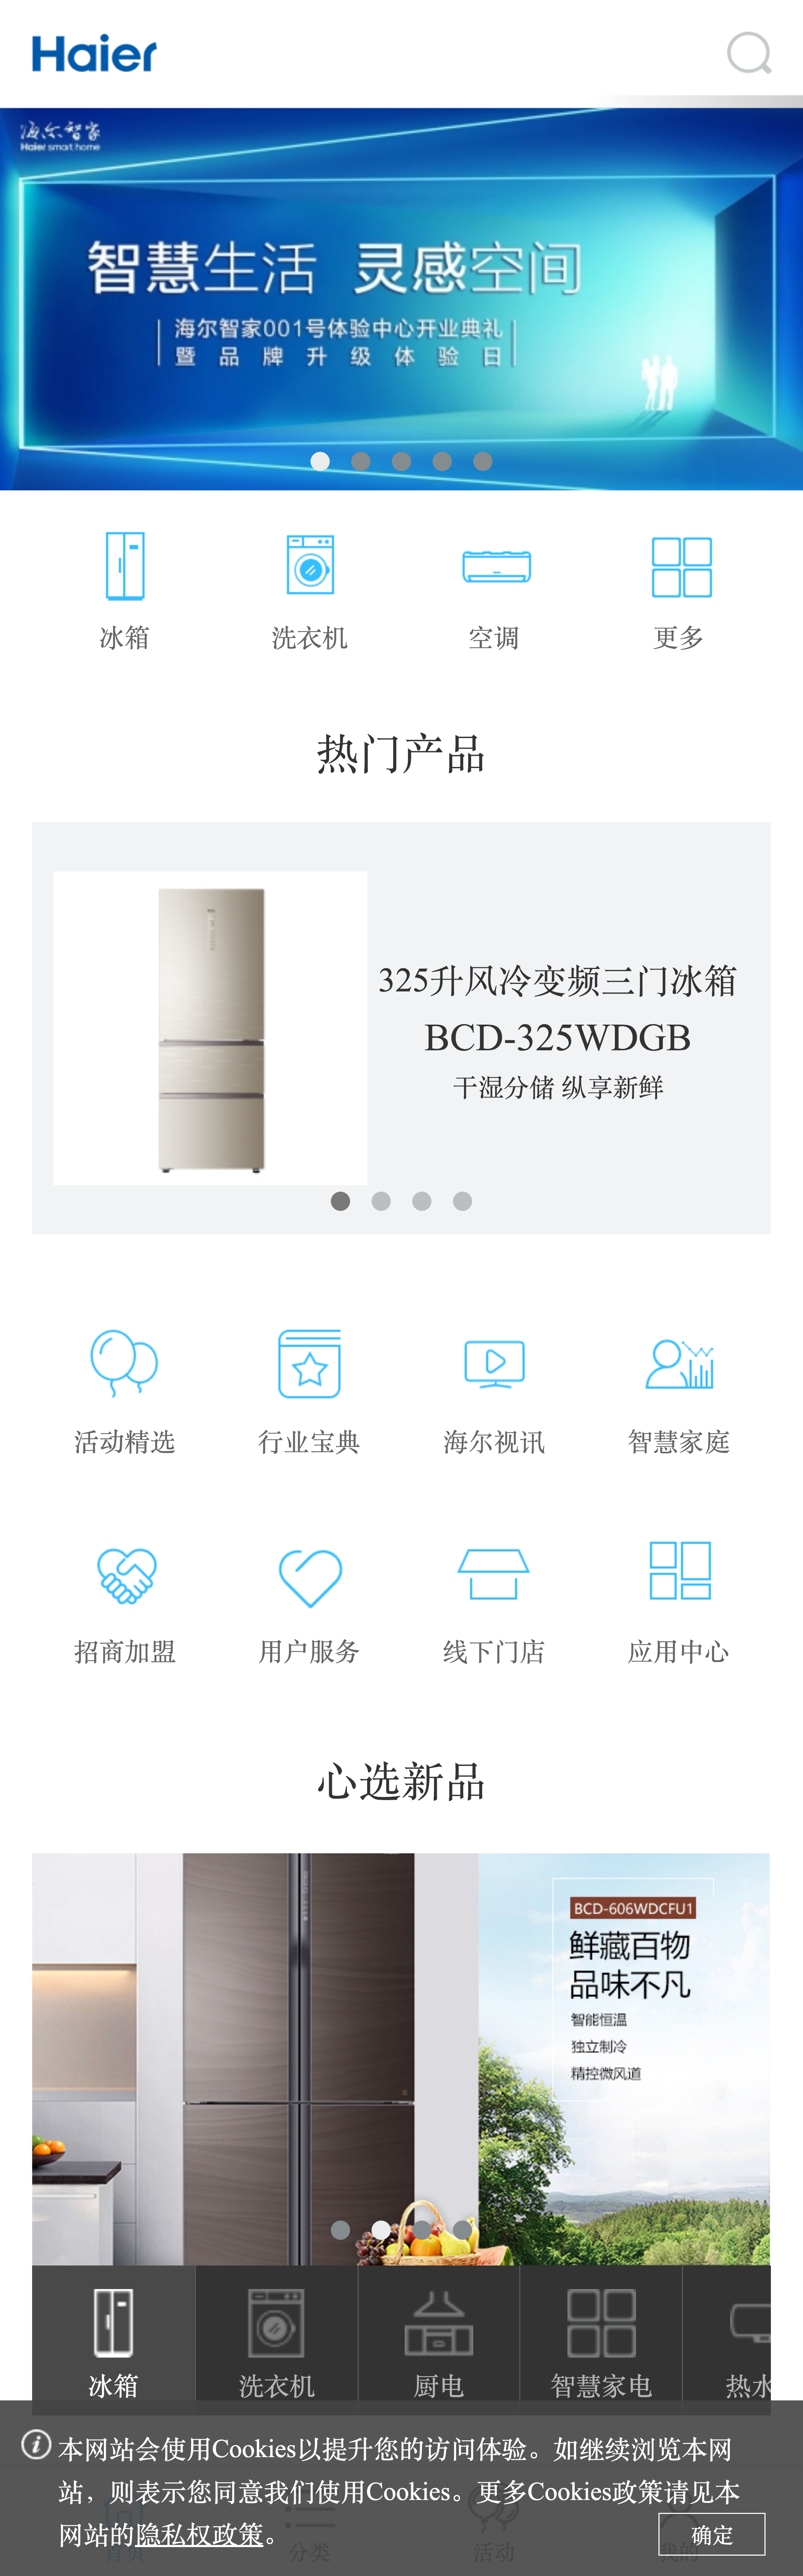 Haier
海尔智家
Haier smart home
智慧生活 灵感空间
海尔智家001号体验中心开业典礼
暨品牌升级体验日
冰箱 洗衣机 空调 更多
热门产品
325升风冷变频三门冰箱
BCD-325WDGB
干湿分储 纵享新鲜
活动精选 行业宝典 海尔视讯 智慧家庭
招商加盟 用户服务 线下门店 应用中心
心选新品
BCD-606WDCFU1
鲜藏百物
品味不凡
智能恒温
独立制冷
精控微风道
冰箱 洗衣机 厨电 智慧家电 热水
本网站会使用Cookies以提升您的访问体验。如继续浏览本网
站，则表示您同意我们使用Cookies。更多Cookies政策请见本
网站的隐私权政策。
确定
首页 分类 活动 我的